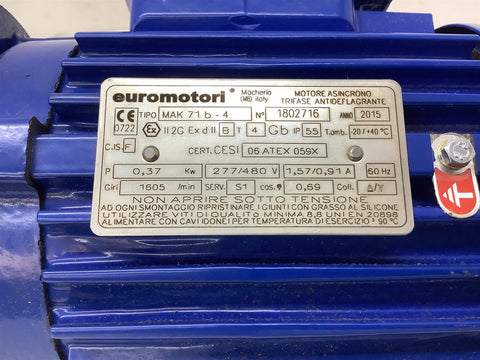 euromotori® Macherio (MB) italy MOTORE ASINCRONO TRIFASE ANTIDEFLAGRANTE
CE 0722 TIPO MAK 71 b - 4 N° 1802716 ANNO 2015
Ex II 2G Ex d II B T 4 Gb IP 55 T.amb. -20/+40°C
C.IS. F CERT. CESI 06 ATEX 059X
P 0,37 Kw 277/480 V 1,57/0,91 A 60 Hz
Giri 1605 /min SERV. S1 cos.φ 0,69 Coll. Δ/Y
NON APRIRE SOTTO TENSIONE
AD OGNI SMONTAGGIO RIPRISTINARE I GIUNTI CON GRASSO AL SILICONE
UTILIZZARE VITI DI QUALITÓ MINIMA 8.8 UNI EN 20898
ALIMENTARE CON CAVI IDONEI PER TEMPERATURA DI ESERCIZIO 90 °C